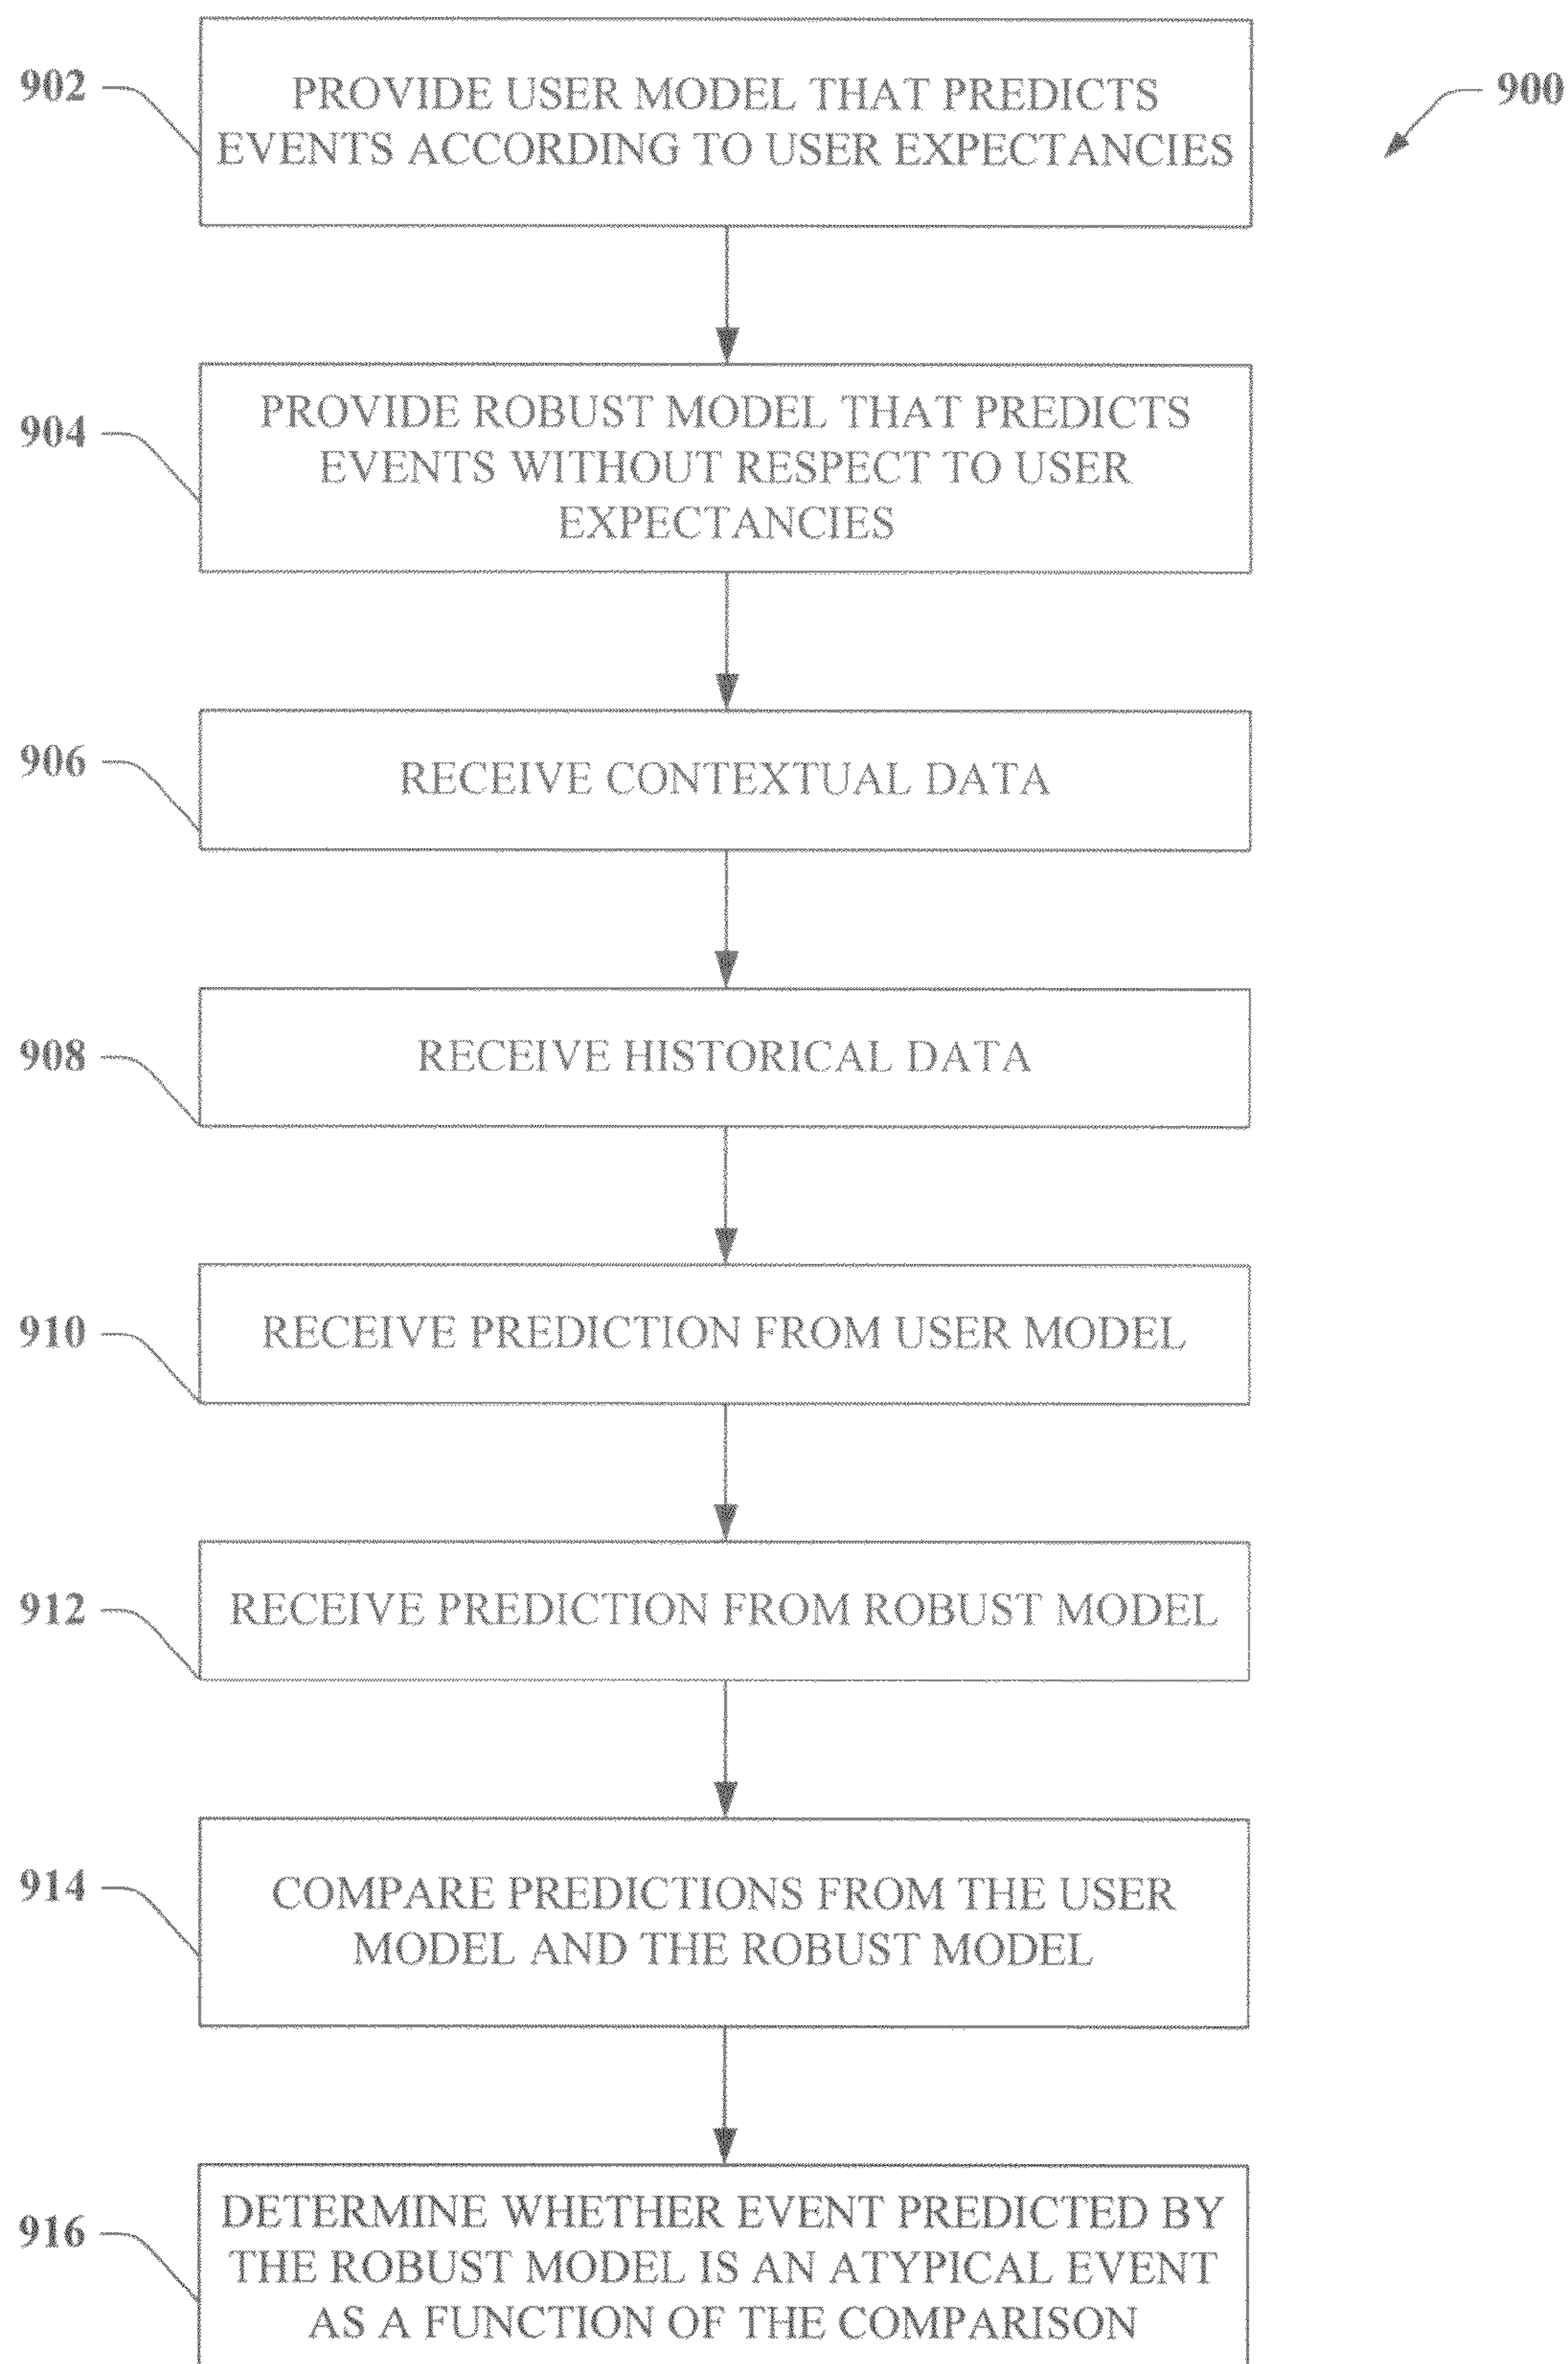 902
PROVIDE USER MODEL THAT PREDICTS
EVENTS ACCORDING TO USER EXPECTANCIES
900
904
PROVIDE ROBUST MODEL THAT PREDICTS
EVENTS WITHOUT RESPECT TO USER
EXPECTANCIES
906
RECEIVE CONTEXTUAL DATA
908
RECEIVE HISTORICAL DATA
910
RECEIVE PREDICTION FROM USER MODEL
912
RECEIVE PREDICTION FROM ROBUST MODEL
914
COMPARE PREDICTIONS FROM THE USER
MODEL AND THE ROBUST MODEL
916
DETERMINE WHETHER EVENT PREDICTED BY
THE ROBUST MODEL IS AN ATYPICAL EVENT
AS A FUNCTION OF THE COMPARISON